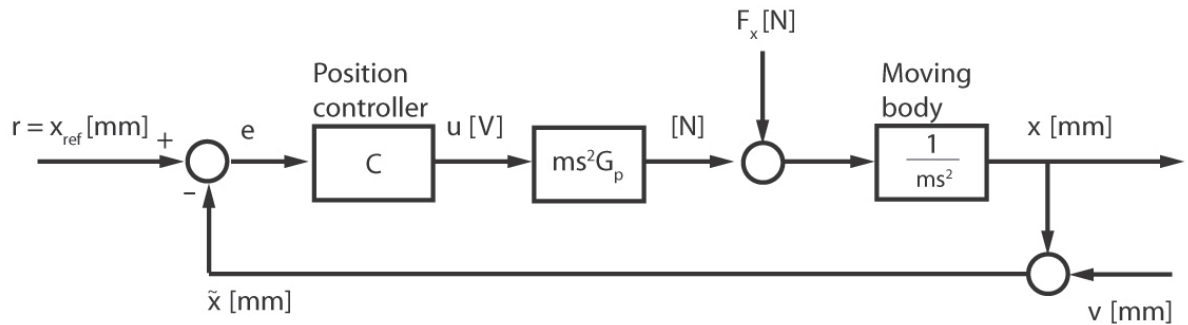 F_x [N]
Position
controller
Moving
body
r = x_ref [mm] +
e
u [V]
[N]
x [mm]
C
ms²G_p
1
ms²
–
x̃ [mm]
v [mm]